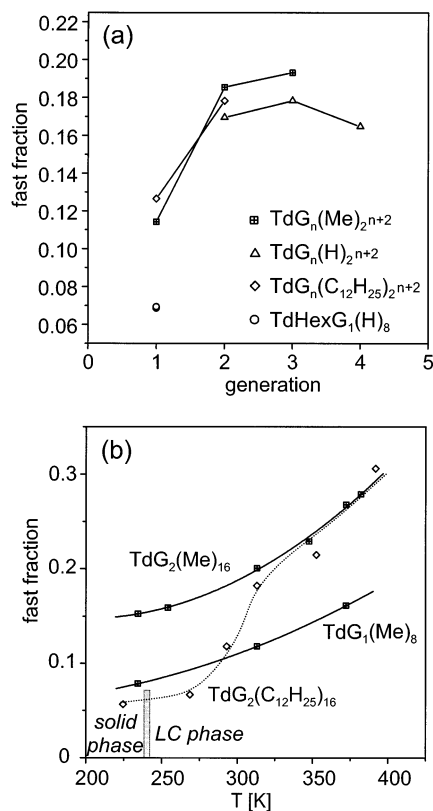 (a)
0.22
0.20
0.18
0.16
0.14
0.12
0.10
0.08
0.06
fast fraction
TdGₙ(Me)₂ⁿ⁺²
TdGₙ(H)₂ⁿ⁺²
TdGₙ(C₁₂H₂₅)₂ⁿ⁺²
TdHexG₁(H)₈
0 1 2 3 4 5
generation
(b)
0.3
0.2
0.1
0
fast fraction
TdG₂(Me)₁₆
TdG₁(Me)₈
TdG₂(C₁₂H₂₅)₁₆
solid
phase
LC phase
200 250 300 350 400
T [K]